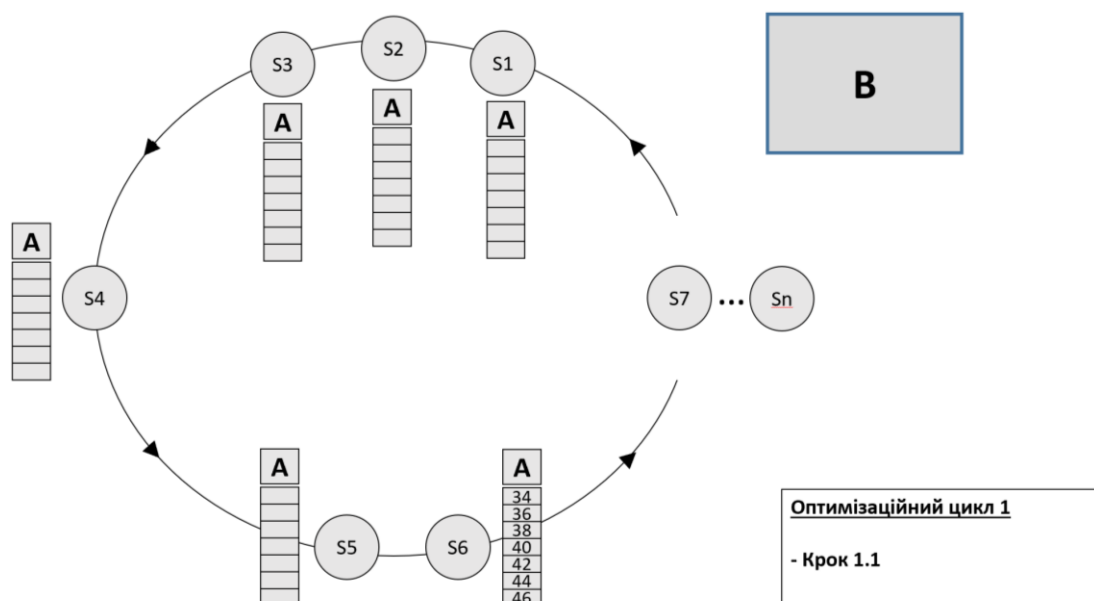 S3
S2
S1
B
A
A
A
A
S4
S7
...
Sn
A
A
34
36
38
40
42
44
46
S5
S6
Оптимізаційний цикл 1
- Крок 1.1